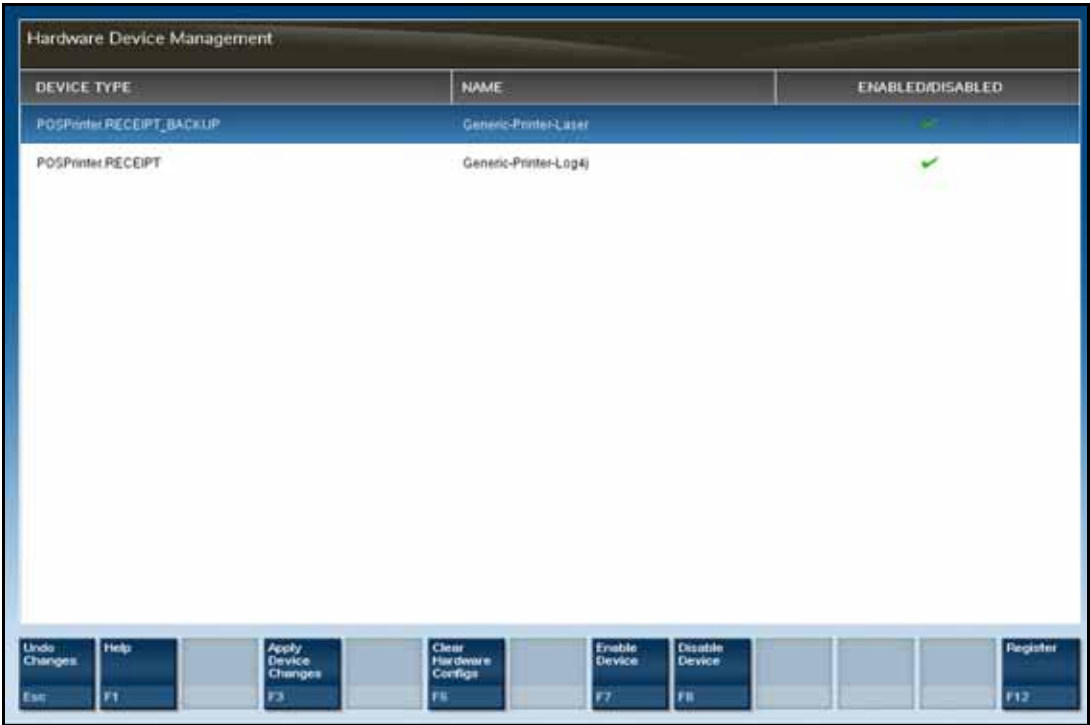 Hardware Device Management
DEVICE TYPE NAME ENABLED/DISABLED
POSPrinter.RECEIPT_BACKUP Generic-Printer-Laser
POSPrinter.RECEIPT Generic-Printer-Log4j
Undo Changes Esc
Help F1
Apply Device Changes F3
Clear Hardware Configs
Enable Device F7
Disable Device F8
Register F12